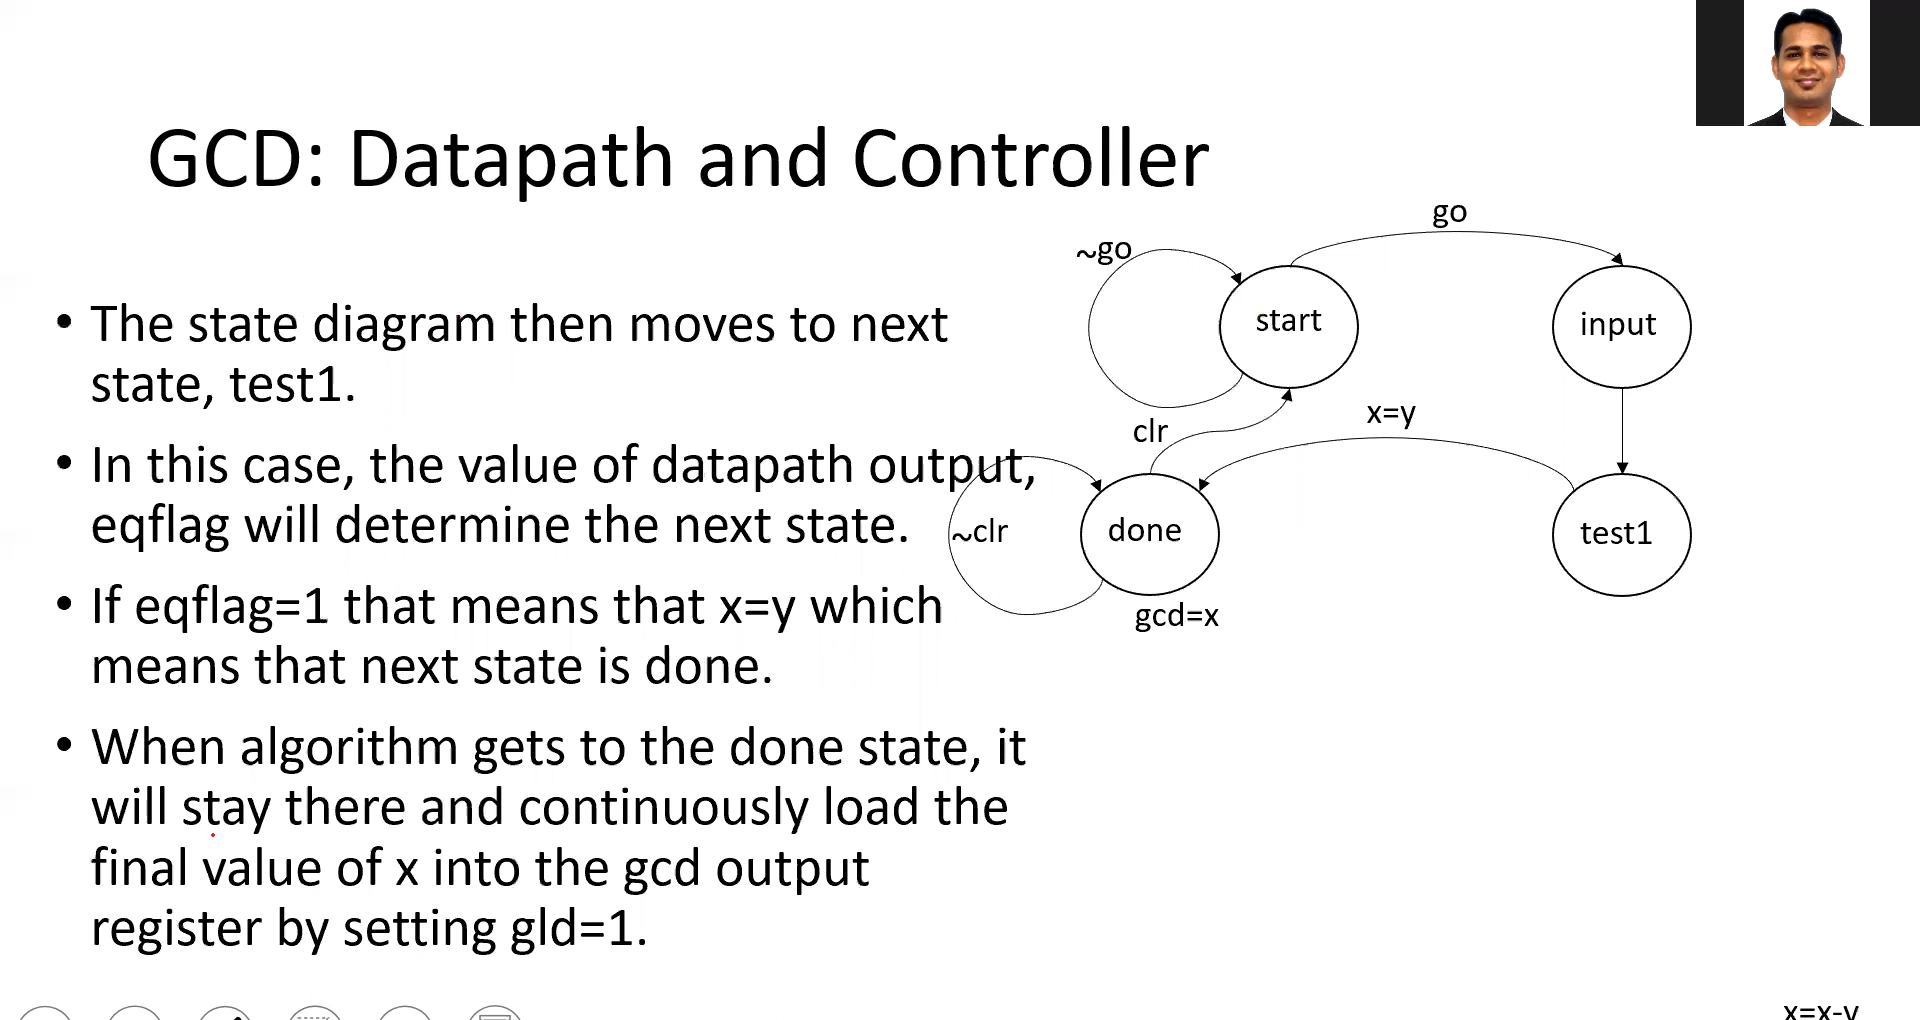 GCD: Datapath and Controller
• The state diagram then moves to next
state, test1.
• In this case, the value of datapath output,
eqflag will determine the next state.
• If eqflag=1 that means that x=y which
means that next state is done.
• When algorithm gets to the done state, it
will stay there and continuously load the
final value of x into the gcd output
register by setting gld=1.
go
~go
start
input
clr
x=y
~clr
done
test1
gcd=x
x=x-y